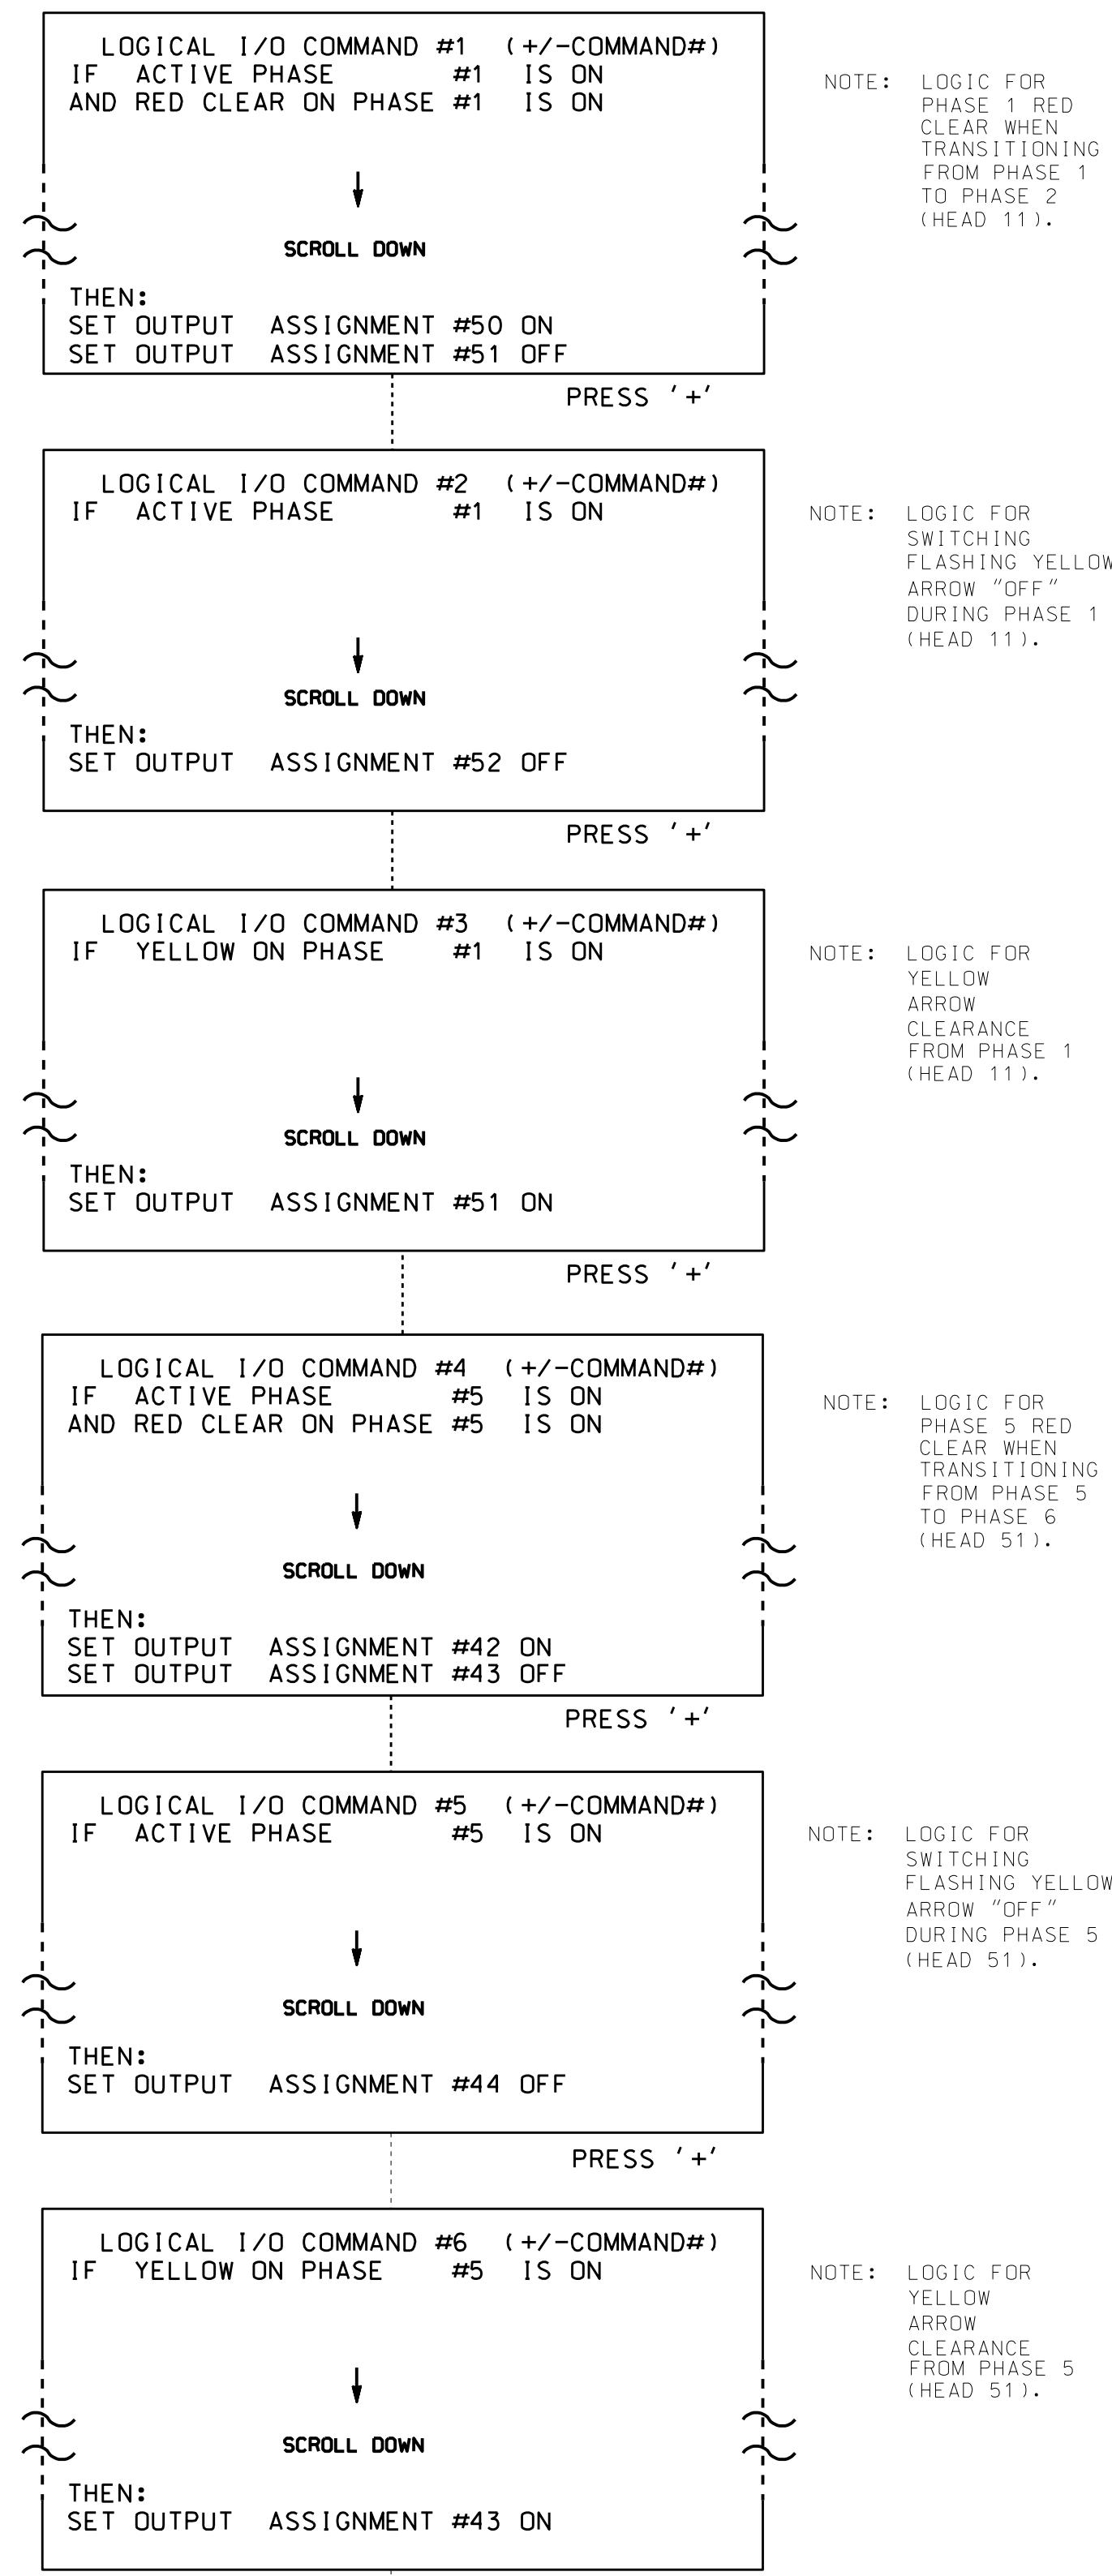 LOGICAL I/O COMMAND #1 (+/-COMMAND#)
IF ACTIVE PHASE #1 IS ON
AND RED CLEAR ON PHASE #1 IS ON
SCROLL DOWN
THEN:
SET OUTPUT ASSIGNMENT #50 ON
SET OUTPUT ASSIGNMENT #51 OFF
NOTE: LOGIC FOR
PHASE 1 RED
CLEAR WHEN
TRANSITIONING
FROM PHASE 1
TO PHASE 2
(HEAD 11).
PRESS '+'
LOGICAL I/O COMMAND #2 (+/-COMMAND#)
IF ACTIVE PHASE #1 IS ON
SCROLL DOWN
THEN:
SET OUTPUT ASSIGNMENT #52 OFF
NOTE: LOGIC FOR
SWITCHING
FLASHING YELLOW
ARROW "OFF"
DURING PHASE 1
(HEAD 11).
PRESS '+'
LOGICAL I/O COMMAND #3 (+/-COMMAND#)
IF YELLOW ON PHASE #1 IS ON
SCROLL DOWN
THEN:
SET OUTPUT ASSIGNMENT #51 ON
NOTE: LOGIC FOR
YELLOW
ARROW
CLEARANCE
FROM PHASE 1
(HEAD 11).
PRESS '+'
LOGICAL I/O COMMAND #4 (+/-COMMAND#)
IF ACTIVE PHASE #5 IS ON
AND RED CLEAR ON PHASE #5 IS ON
SCROLL DOWN
THEN:
SET OUTPUT ASSIGNMENT #42 ON
SET OUTPUT ASSIGNMENT #43 OFF
NOTE: LOGIC FOR
PHASE 5 RED
CLEAR WHEN
TRANSITIONING
FROM PHASE 5
TO PHASE 6
(HEAD 51).
PRESS '+'
LOGICAL I/O COMMAND #5 (+/-COMMAND#)
IF ACTIVE PHASE #5 IS ON
SCROLL DOWN
THEN:
SET OUTPUT ASSIGNMENT #44 OFF
NOTE: LOGIC FOR
SWITCHING
FLASHING YELLOW
ARROW "OFF"
DURING PHASE 5
(HEAD 51).
PRESS '+'
LOGICAL I/O COMMAND #6 (+/-COMMAND#)
IF YELLOW ON PHASE #5 IS ON
SCROLL DOWN
THEN:
SET OUTPUT ASSIGNMENT #43 ON
NOTE: LOGIC FOR
YELLOW
ARROW
CLEARANCE
FROM PHASE 5
(HEAD 51).